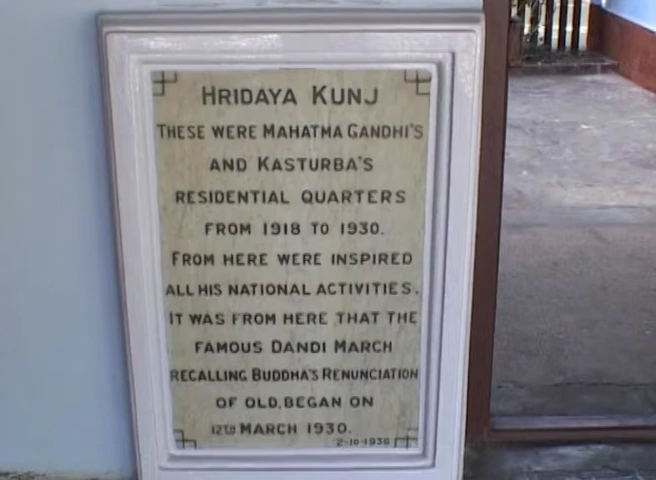 HRIDAYA KUNJ
THESE WERE MAHATMA GANDHI'S
AND KASTURBA'S
RESIDENTIAL QUARTERS
FROM 1918 TO 1930.
FROM HERE WERE INSPIRED
ALL HIS NATIONAL ACTIVITIES.
IT WAS FROM HERE THAT THE
FAMOUS DANDI MARCH
RECALLING BUDDHA'S RENUNCIATION
OF OLD, BEGAN ON
12TH MARCH 1930.
2-10-1936